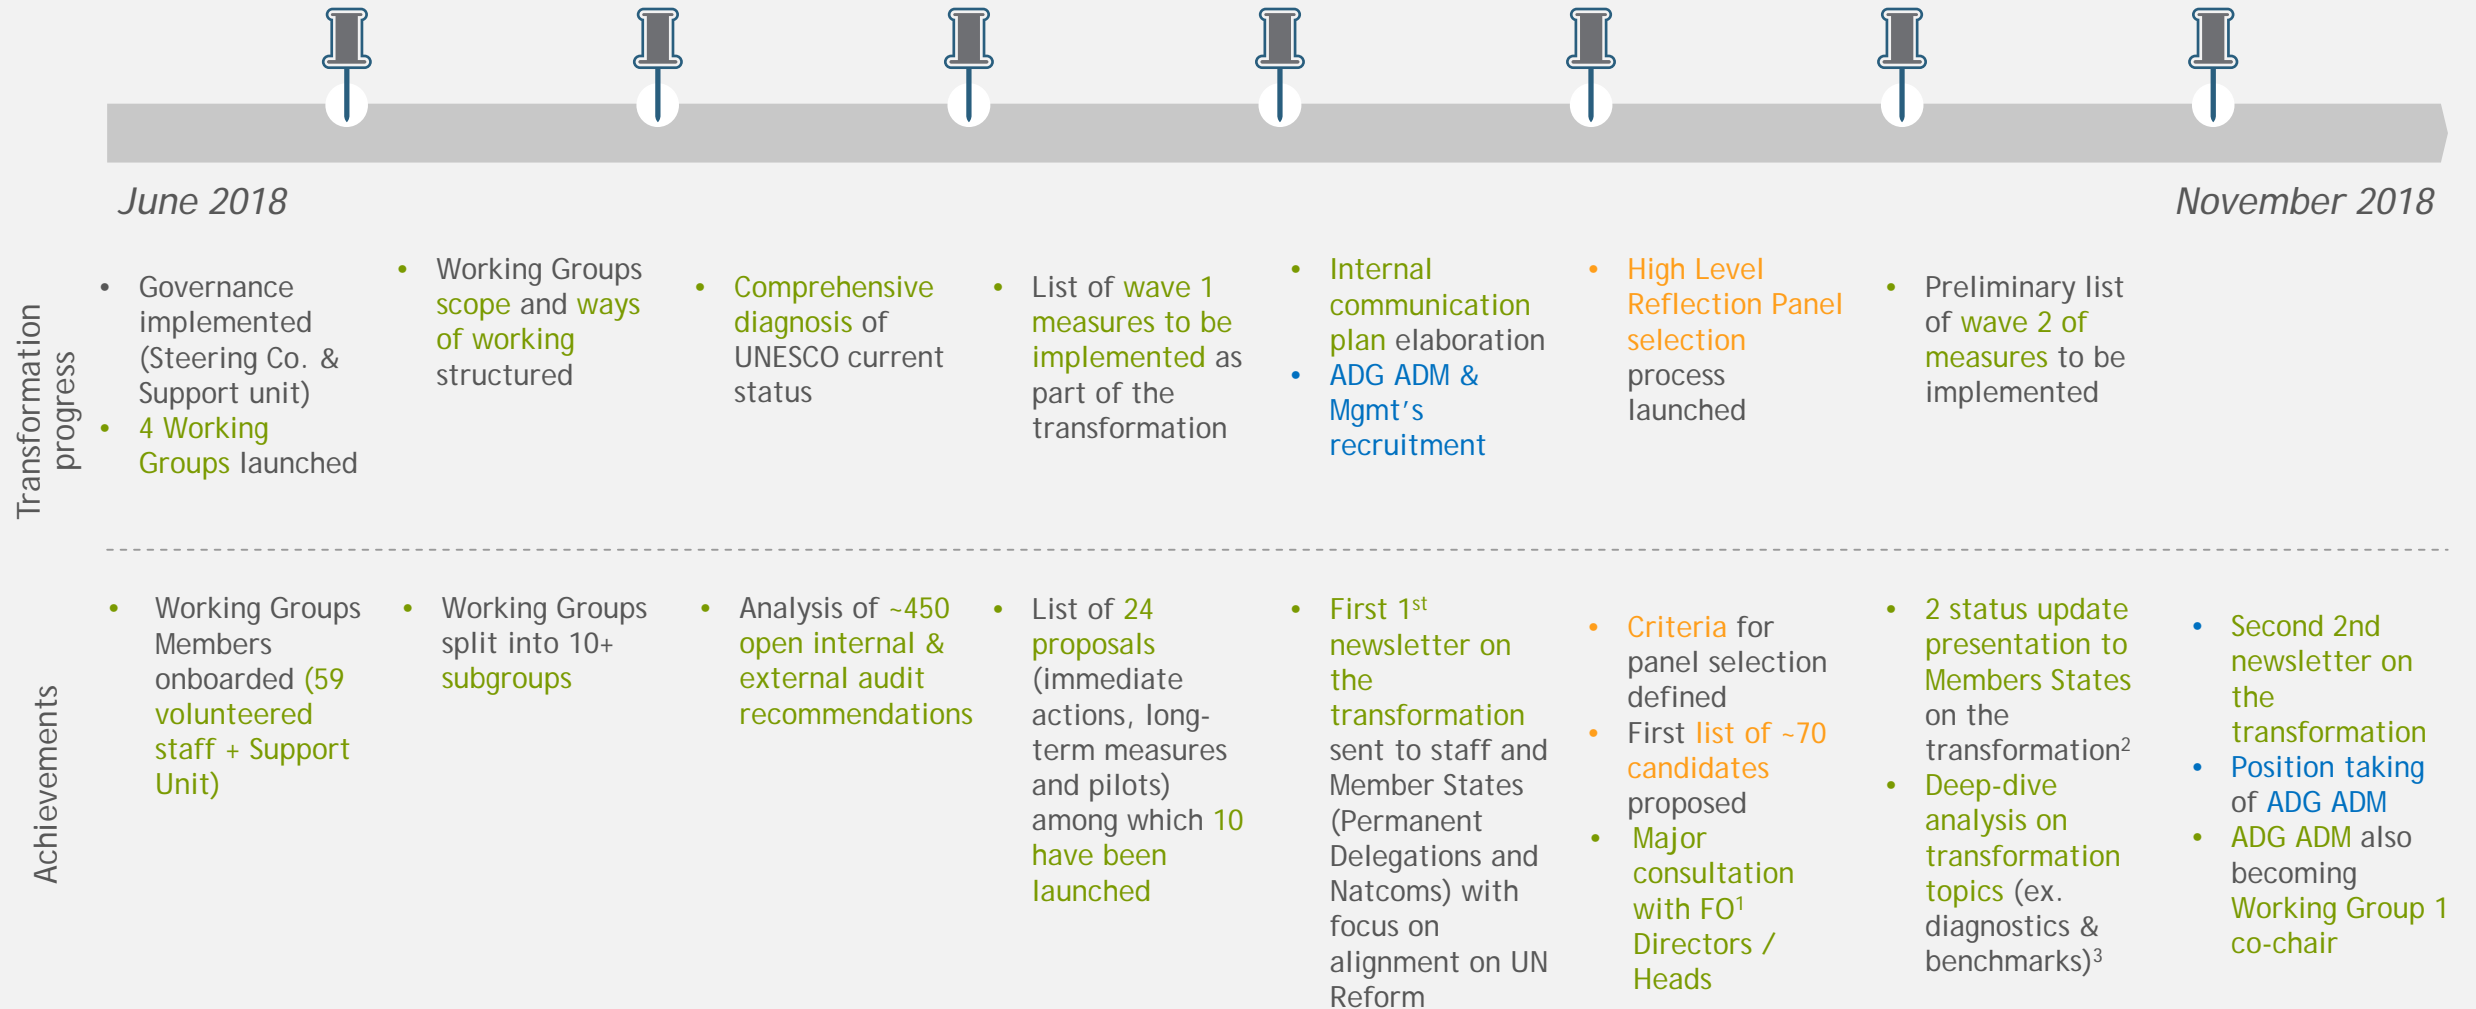 June 2018
November 2018
Transformation
progress
• Governance
implemented
(Steering Co. &
Support unit)
• 4 Working
Groups launched
• Working Groups
scope and ways
of working
structured
• Comprehensive
diagnosis of
UNESCO current
status
• List of wave 1
measures to be
implemented as
part of the
transformation
• Internal
communication
plan elaboration
• ADG ADM &
Mgmt’s
recruitment
• High Level
Reflection Panel
selection
process
launched
• Preliminary list
of wave 2 of
measures to be
implemented
Achievements
• Working Groups
Members
onboarded (59
volunteered
staff + Support
Unit)
• Working Groups
split into 10+
subgroups
• Analysis of ~450
open internal &
external audit
recommendations
• List of 24
proposals
(immediate
actions, long-
term measures
and pilots)
among which 10
have been
launched
• First 1st
newsletter on
the
transformation
sent to staff and
Member States
(Permanent
Delegations and
Natcoms) with
focus on
alignment on UN
Reform
• Criteria for
panel selection
defined
• First list of ~70
candidates
proposed
• Major
consultation
with FO1
Directors /
Heads
• 2 status update
presentation to
Members States
on the
transformation2
• Deep-dive
analysis on
transformation
topics (ex.
diagnostics &
benchmarks)3
• Second 2nd
newsletter on
the
transformation
• Position taking
of ADG ADM
• ADG ADM also
becoming
Working Group 1
co-chair